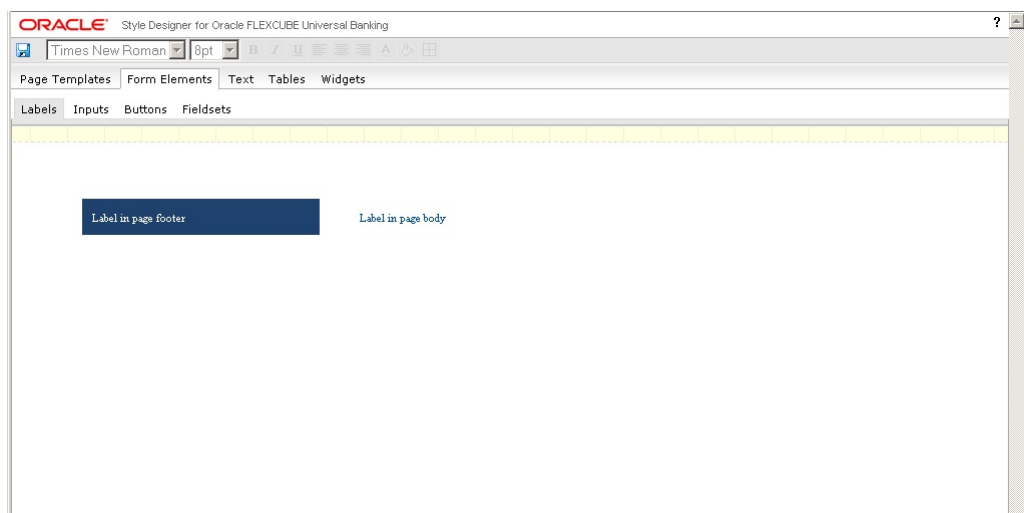 ORACLE® Style Designer for Oracle FLEXCUBE Universal Banking ?
Times New Roman 8pt B I U A
Page Templates Form Elements Text Tables Widgets
Labels Inputs Buttons Fieldsets
Label in page footer Label in page body